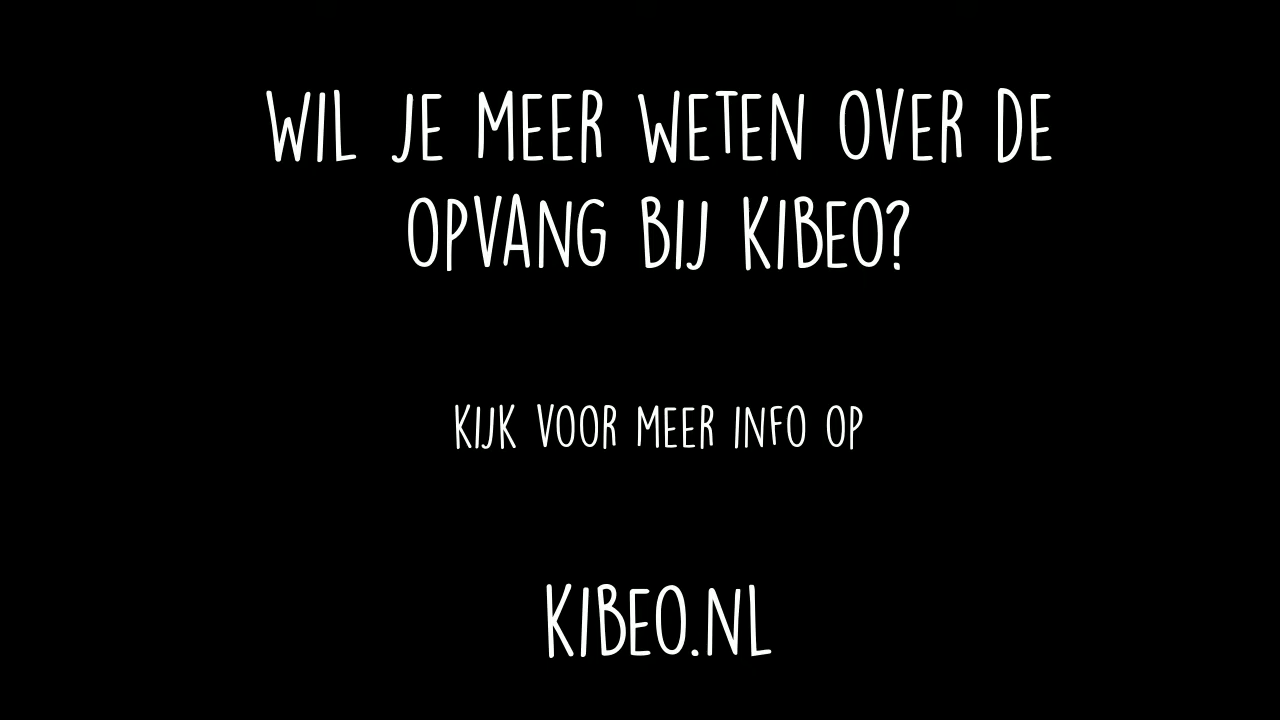 WIL JE MEER WETEN OVER DE
OPVANG BIJ KIBEO?
KIJK VOOR MEER INFO OP
KIBEO.NL